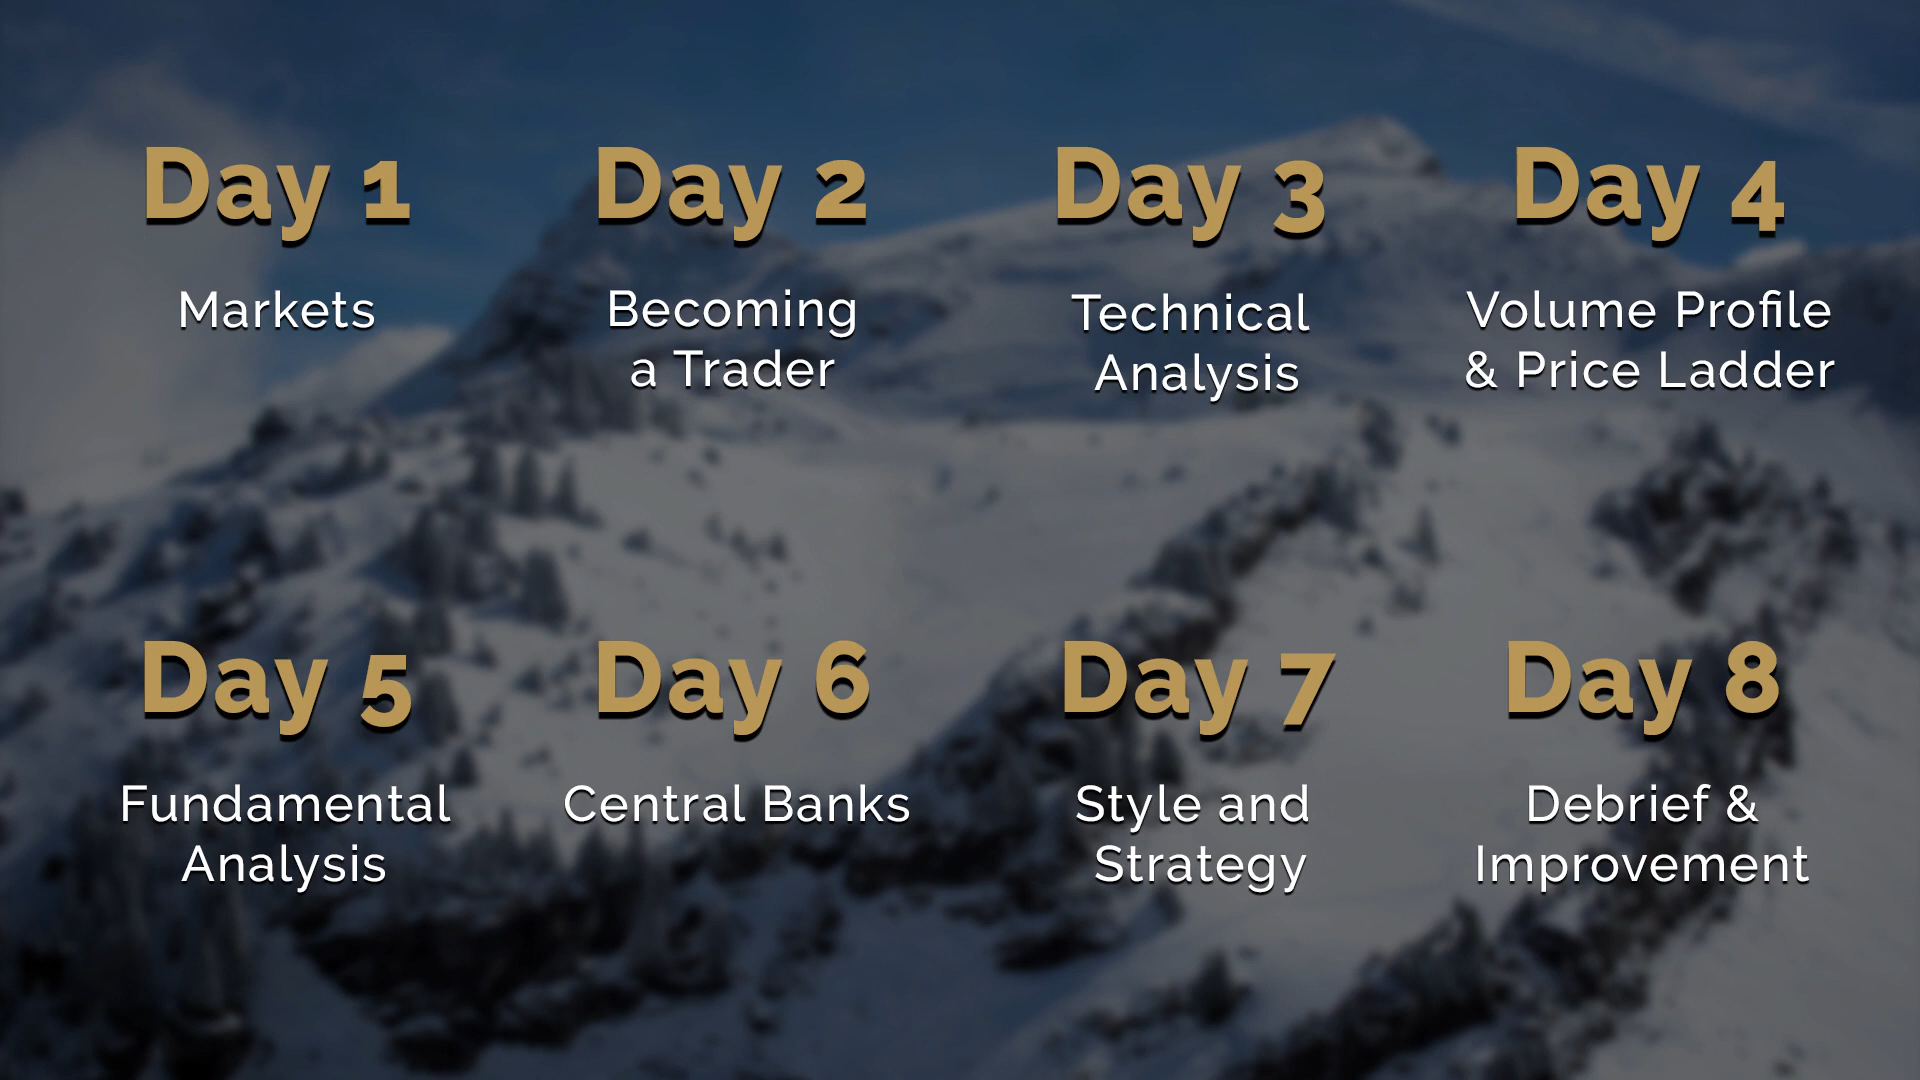 Day 1
Markets
Day 2
Becoming
a Trader
Day 3
Technical
Analysis
Day 4
Volume Profile
& Price Ladder
Day 5
Fundamental
Analysis
Day 6
Central Banks
Day 7
Style and
Strategy
Day 8
Debrief &
Improvement